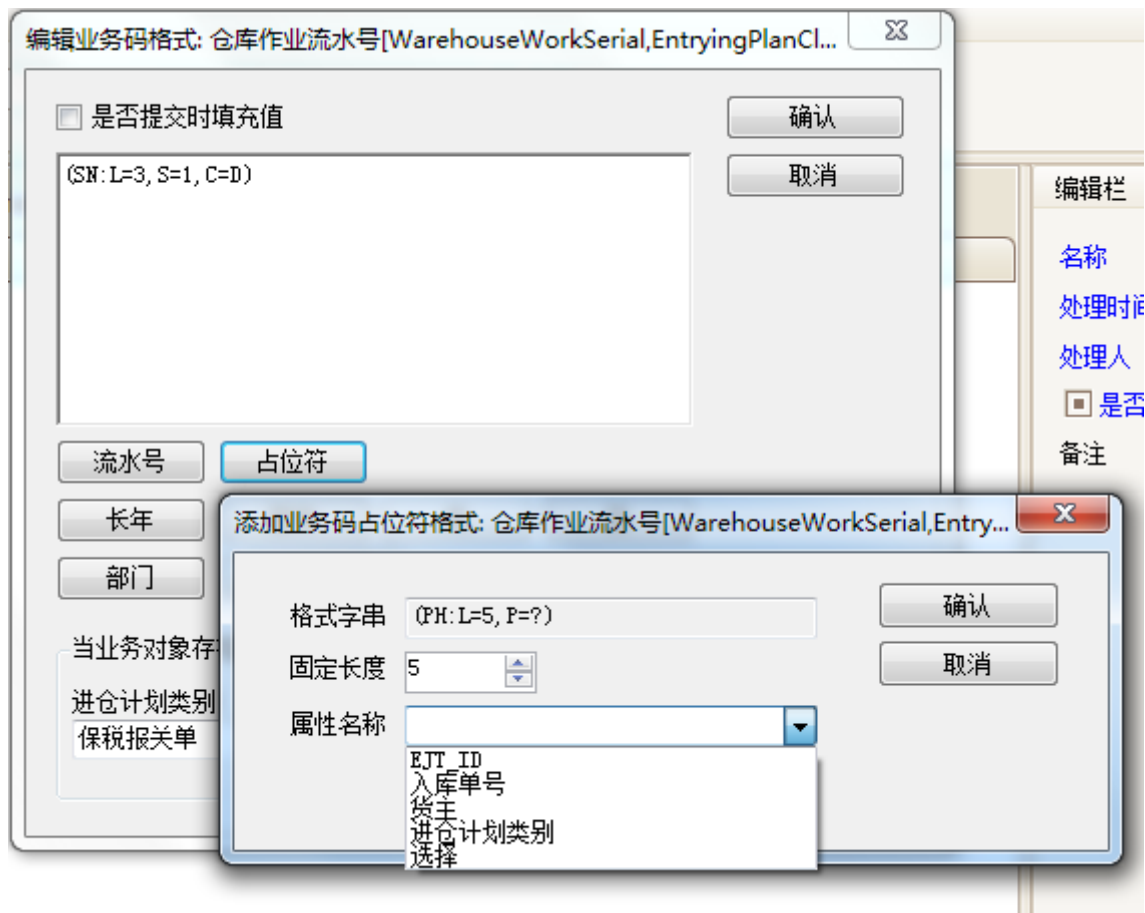 编辑业务码格式: 仓库作业流水号[WarehouseWorkSerial,EntryingPlanCl...
是否提交时填充值
确认
(SN:L=3,S=1,C=D)
取消
编辑栏
名称
处理时间
处理人
是否
备注
流水号
占位符
长年
部门
当业务对象存
进仓计划类别
保税报关单
添加业务码占位符格式: 仓库作业流水号[WarehouseWorkSerial,Entry...
格式字串
(PH:L=5,P=?)
确认
固定长度
5
取消
属性名称
EJT_ID
入库单号
货主
进仓计划类别
选择